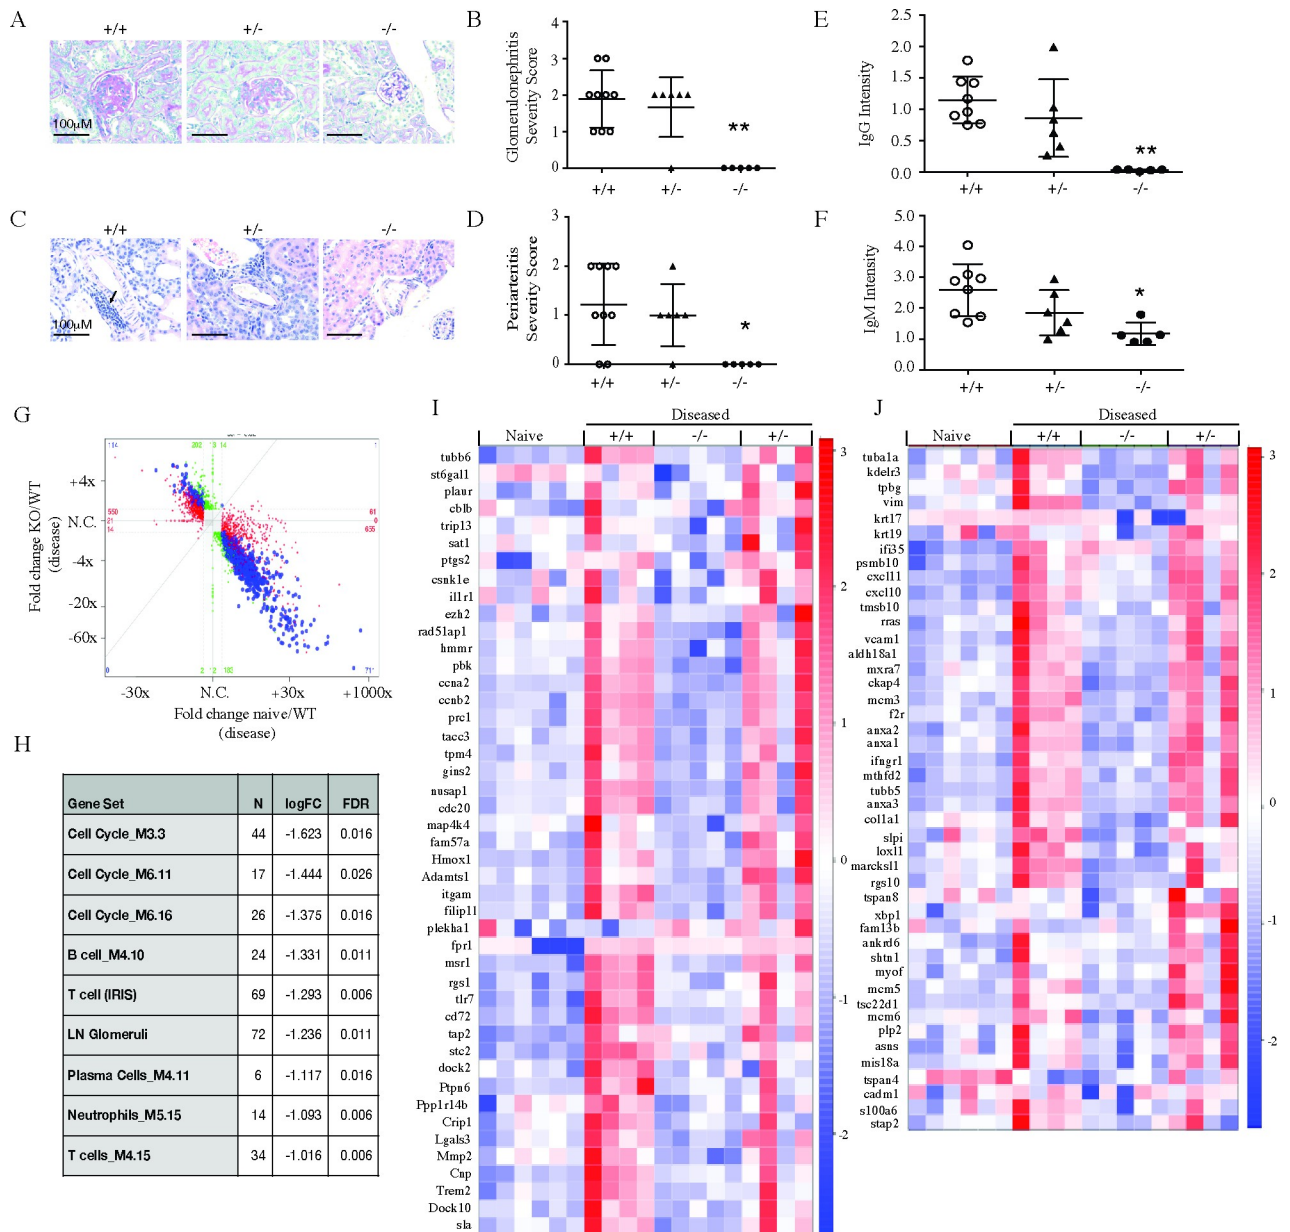 A
+/+
+/-
-/-
100μM
B
Glomerulonephritis
Severity Score
4
3
2
1
0
**
+/+
+/-
-/-
E
IgG Intensity
2.5
2.0
1.5
1.0
0.5
0.0
**
+/+
+/-
-/-
C
+/+
+/-
-/-
100μM
D
Periarteritis
Severity Score
3
2
1
0
*
+/+
+/-
-/-
F
IgM Intensity
5.0
4.0
3.0
2.0
1.0
0.0
*
+/+
+/-
-/-
G
Fold change KO/WT
(disease)
+4x
N.C.
-4x
-20x
-60x
550
21
14
61
0
635
1
0
-30x
N.C.
+30x
+1000x
Fold change naive/WT
(disease)
H
Gene Set N logFC FDR
Cell Cycle_M3.3 44 -1.623 0.016
Cell Cycle_M6.11 17 -1.444 0.026
Cell Cycle_M6.16 26 -1.375 0.016
B cell_M4.10 24 -1.331 0.011
T cell (IRIS) 69 -1.293 0.006
LN Glomeruli 72 -1.236 0.011
Plasma Cells_M4.11 6 -1.117 0.016
Neutrophils_M5.15 14 -1.093 0.006
T cells_M4.15 34 -1.016 0.006
I
Diseased
Naive +/+ -/- +/-
tubb6
st6gal1
plaur
cblb
trip13
sat1
ptgs2
csnk1e
il1r1
ezh2
rad51ap1
hmmr
pbk
ccna2
ccnb2
prc1
tacc3
tpm4
gins2
nusap1
cdc20
map4k4
fam57a
Hmox1
Adamts1
itgam
filip1l
plekha1
fpr1
msr1
rgs1
tlr7
cd72
tap2
stc2
dock2
Ptpn6
Ppp1r14b
Crip1
Lgals3
Mmp2
Cnp
Trem2
Dock10
sla
3
2
1
0
-1
-2
J
Diseased
Naive +/+ -/- +/-
tuba1a
kdelr3
tpbg
vim
krt17
krt19
ifi35
psmb10
cxcl11
cxcl10
tmsb10
rras
vcam1
aldh18a1
mxra7
ckap4
mcm3
f2r
anxa2
anxa1
ifngr1
mthfd2
tubb5
anxa3
col1a1
slpi
loxl1
marcksl1
rgs10
tspan8
xbp1
fam13b
ankrd6
shtn1
myof
mcm5
tsc22d1
mcm6
plp2
asns
mis18a
tspan4
cadm1
s100a6
stap2
3
2
1
0
-1
-2